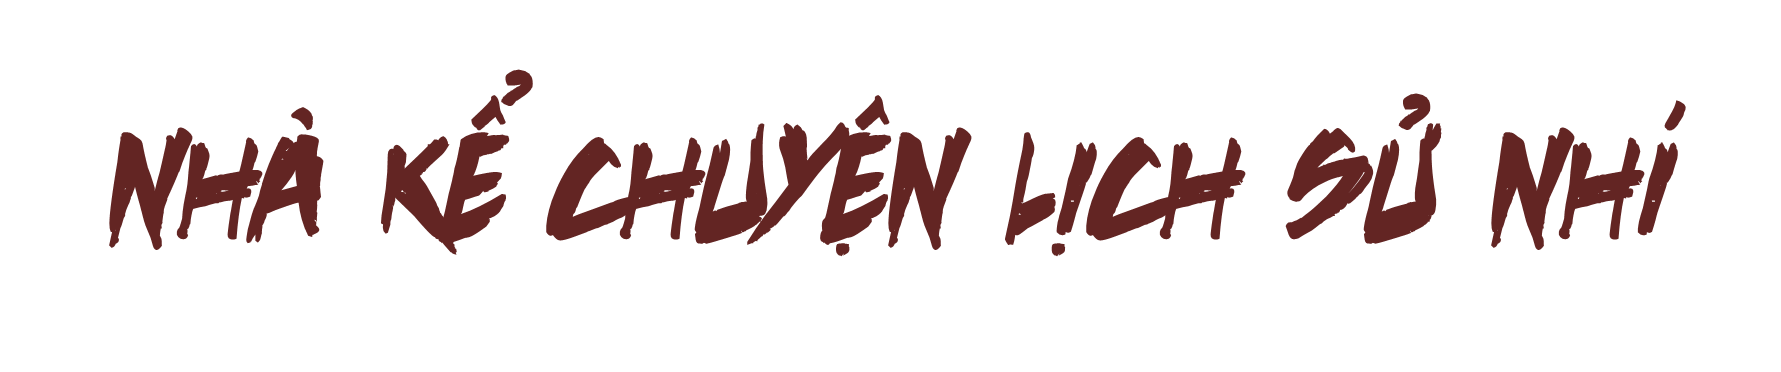 NHÀ KỂ CHUYỆN LỊCH SỬ NHÍ